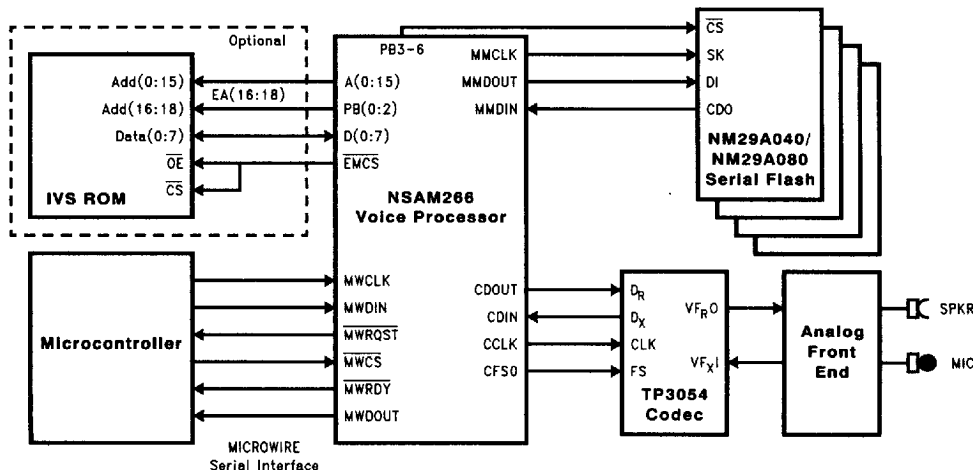 Optional
Add(0:15)
Add(16:18)
Data(0:7)
OE
CS
IVS ROM
EA(16:18)
PB3-6
A(0:15)
PB(0:2)
D(0:7)
EMCS
MMCLK
MMDOUT
MMDIN
NSAM266
Voice Processor
CS
SK
DI
CDO
NM29A040/
NM29A080
Serial Flash
Microcontroller
MWCLK
MWDIN
MWRQST
MWCS
MWRDY
MWDOUT
MICROWIRE
Serial Interface
CDOUT
CDIN
CCLK
CFS0
DR
DX
CLK
FS
VFRO
VFXI
TP3054
Codec
Analog
Front
End
SPKR
MIC